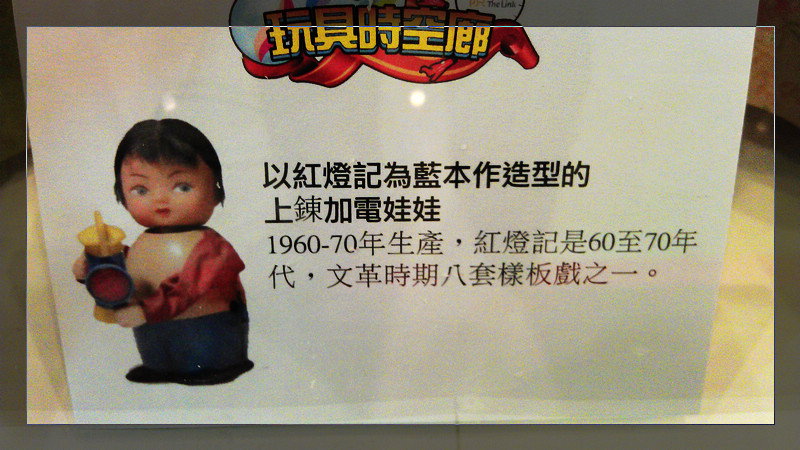 The Link
玩具時空廊
以紅燈記為藍本作造型的
上鍊加電娃娃
1960-70年生產，紅燈記是60至70年
代，文革時期八套樣板戲之一。